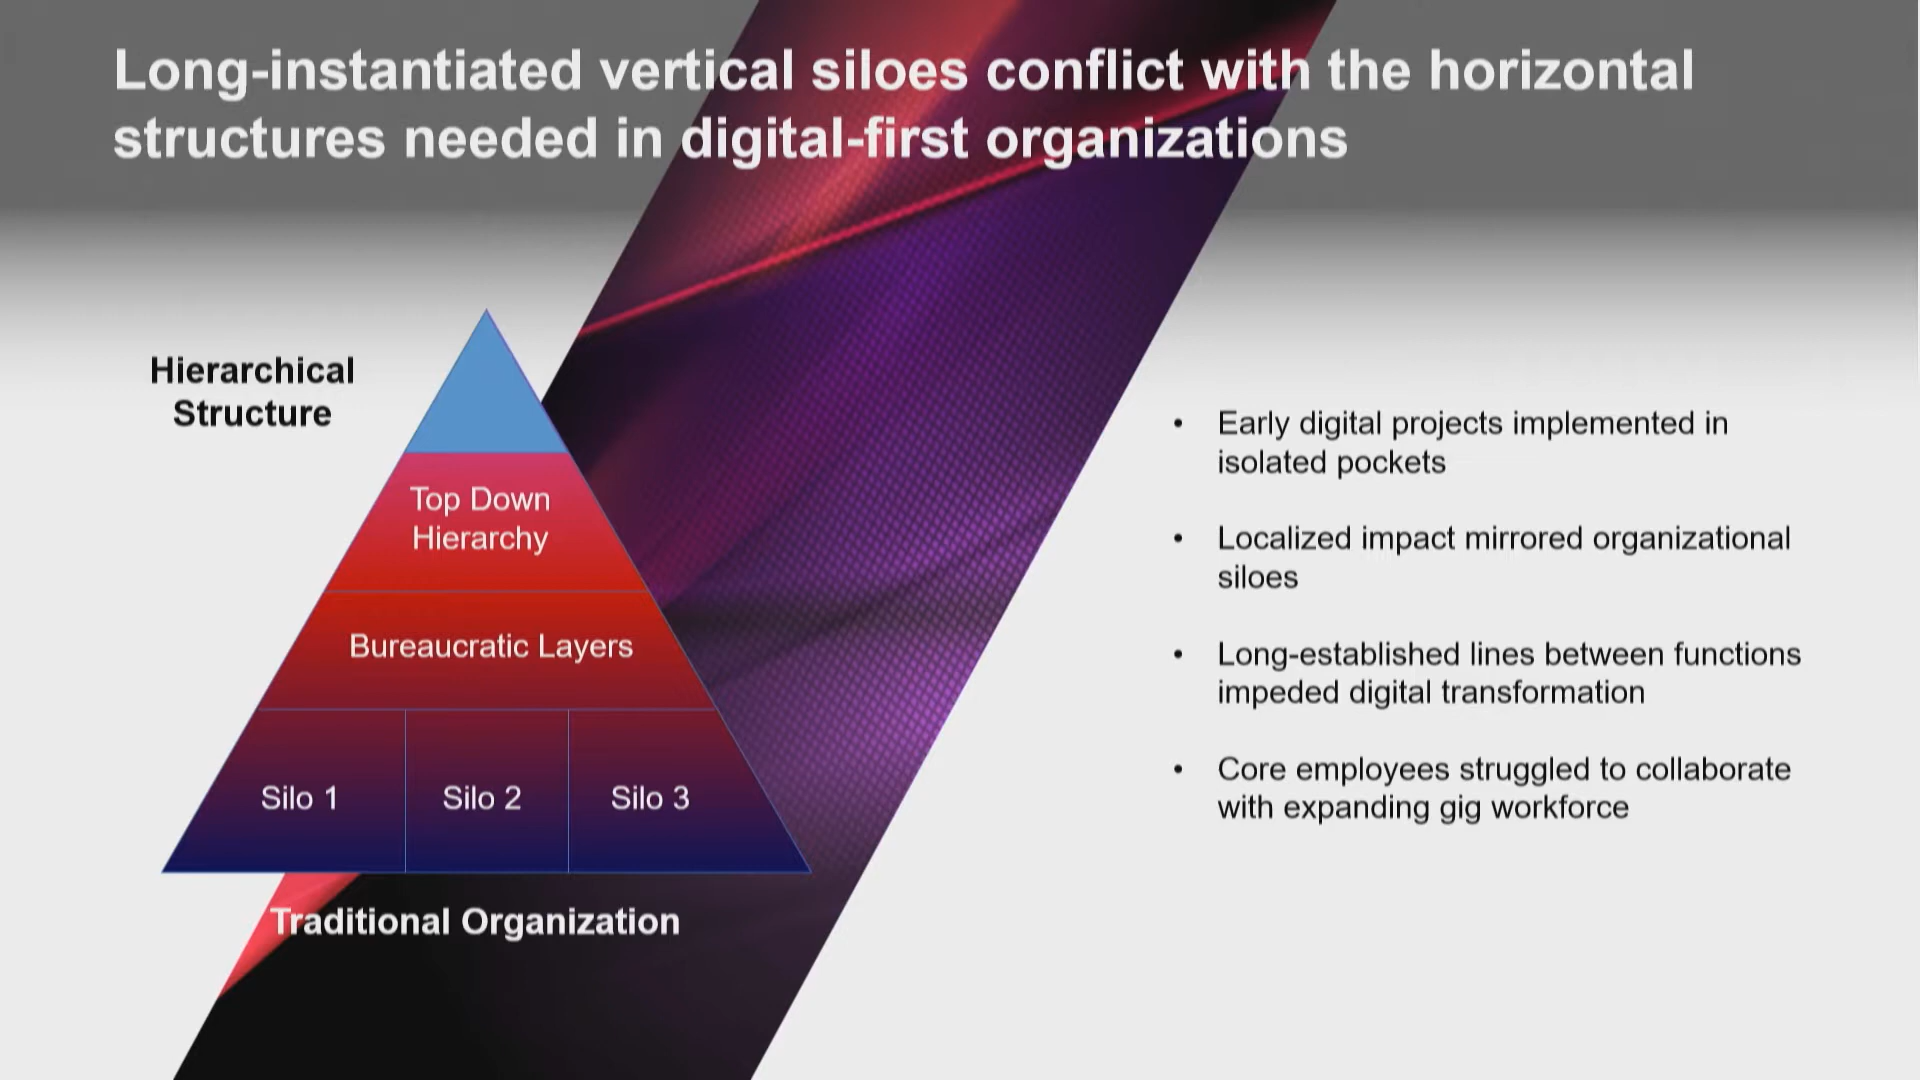 Long-instantiated vertical siloes conflict with the horizontal
structures needed in digital-first organizations
Hierarchical
Structure
Top Down
Hierarchy
Bureaucratic Layers
Silo 1
Silo 2
Silo 3
Traditional Organization
• Early digital projects implemented in
isolated pockets
• Localized impact mirrored organizational
siloes
• Long-established lines between functions
impeded digital transformation
• Core employees struggled to collaborate
with expanding gig workforce